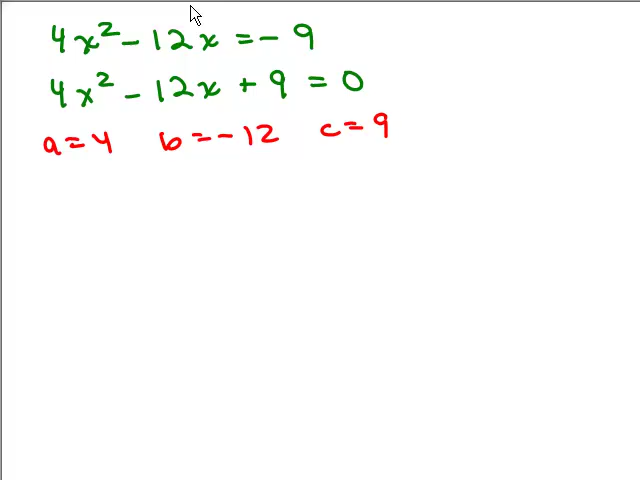 4x² - 12x = - 9
4x² - 12x + 9 = 0
a = 4 b = - 12 c = 9